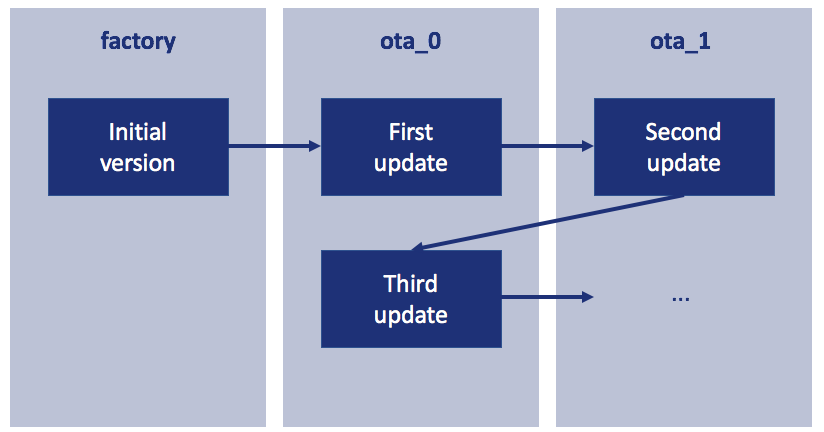 factory
ota_0
ota_1
Initial
version
First
update
Second
update
Third
update
...